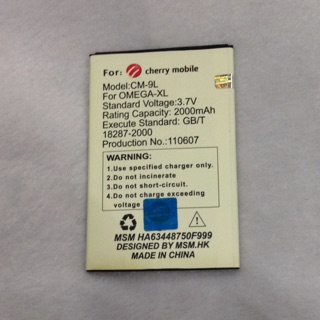 For: cherry mobile
Model:CM-9L
For OMEGA-XL
Standard Voltage:3.7V
Rating Capacity: 2000mAh
Execute Standard: GB/T
18287-2000
Production No.:110607
WARNING:
1.Use specified charger only.
2.Do not incinerate
3.Do not short-circuit.
4.Do not charge exceeding
voltage
MSM HA63448750F999
DESIGNED BY MSM.HK
MADE IN CHINA